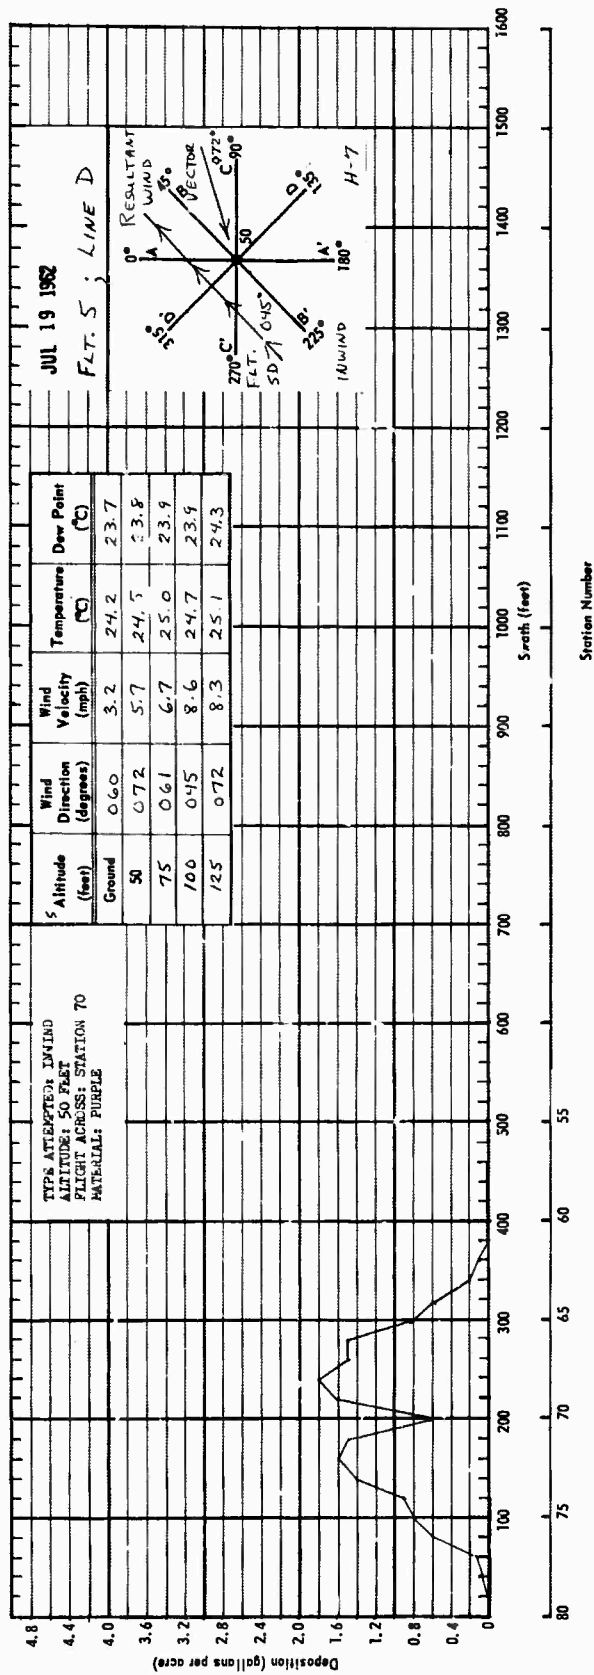 TYPE ATTEMPTED: INWIND
ALTITUDE: 50 FEET
FLIGHT ACROSS: STATION 70
MATERIAL: PURPLE
S Altitude (feet) Wind Direction (degrees) Wind Velocity (mph) Temperature (°C) Dew Point (°C)
Ground 060 3.2 24.2 23.7
50 072 5.7 24.5 23.8
75 061 6.7 25.0 23.9
100 045 8.6 24.7 23.9
125 072 8.3 25.1 24.3
JUL 19 1962
FLT. 5 ; LINE D
RESULTANT
WIND
VECTOR
072°
0°
A
45°
B
C 90°
135°
D
A'
180°
B'
225°
270° C'
315°
D'
50
FLT.
5D
045°
INWIND
H-7
Deposition (gallons per acre)
4.8
4.4
4.0
3.6
3.2
2.8
2.4
2.0
1.6
1.2
0.8
0.4
0
100 200 300 400 500 600 700 800 900 1000 1100 1200 1300 1400 1500 1600
Swath (feet)
80 75 70 65 60 55
Station Number